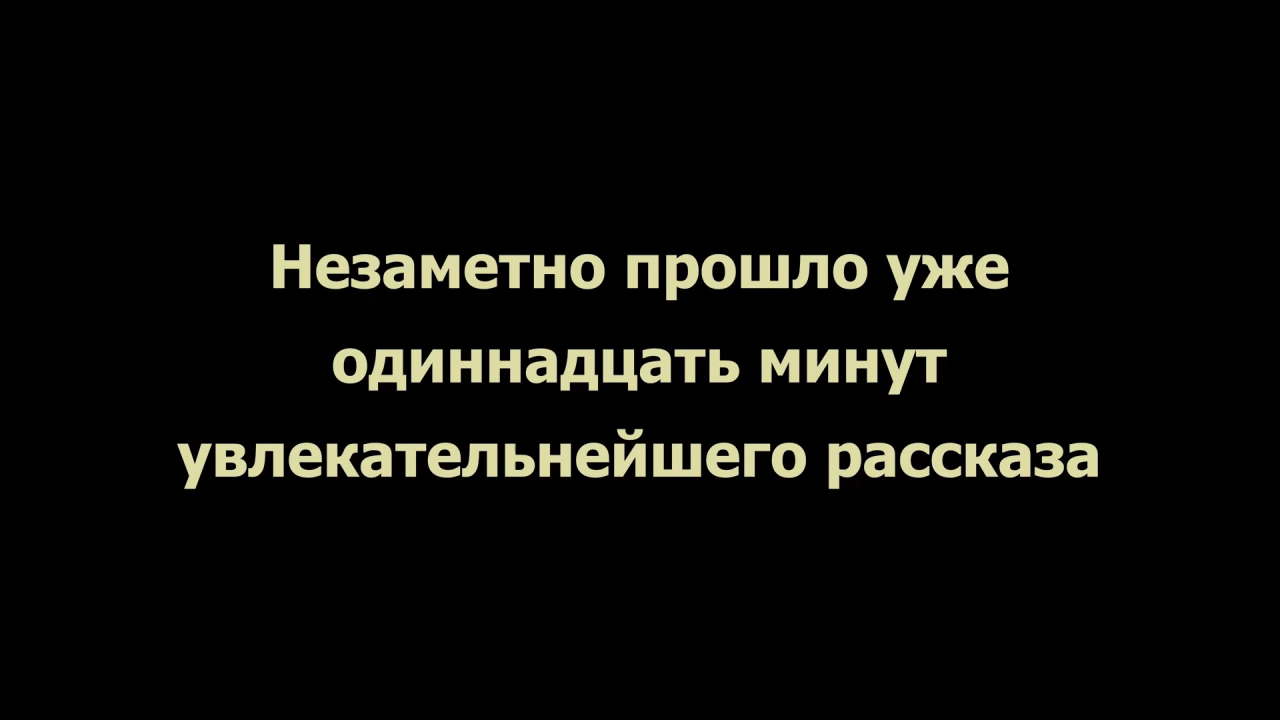 Незаметно прошло уже
одиннадцать минут
увлекательнейшего рассказа